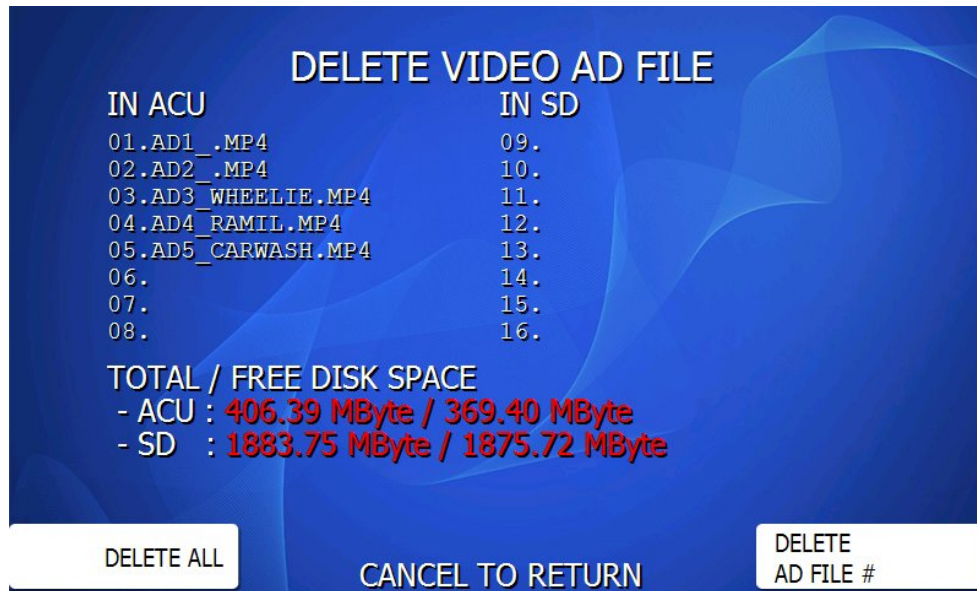 DELETE VIDEO AD FILE
IN ACU
01.AD1_.MP4
02.AD2_.MP4
03.AD3_WHEELIE.MP4
04.AD4_RAMIL.MP4
05.AD5_CARWASH.MP4
06.
07.
08.
IN SD
09.
10.
11.
12.
13.
14.
15.
16.
TOTAL / FREE DISK SPACE
- ACU : 406.39 MByte / 369.40 MByte
- SD : 1883.75 MByte / 1875.72 MByte
DELETE ALL
CANCEL TO RETURN
DELETE
AD FILE #